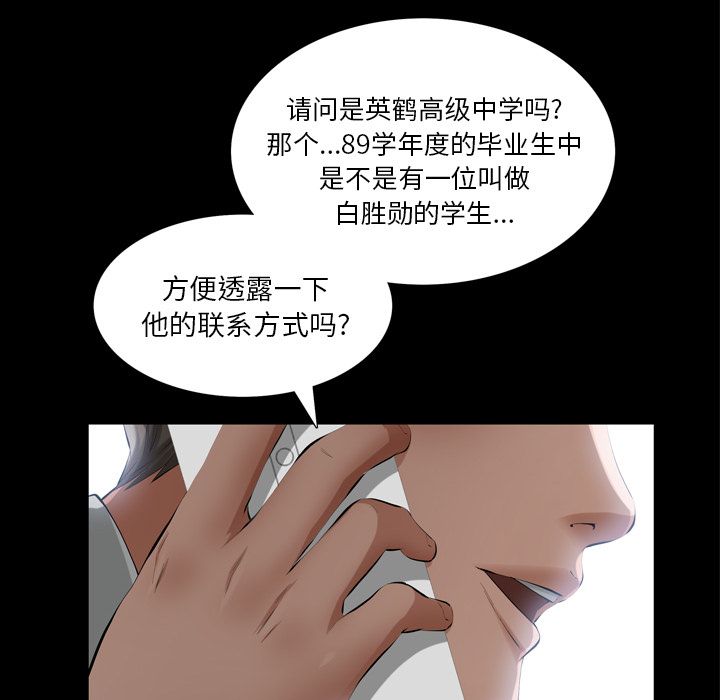 请问是英鹤高级中学吗?
那个...89学年度的毕业生中
是不是有一位叫做
白胜勋的学生...
方便透露一下
他的联系方式吗?